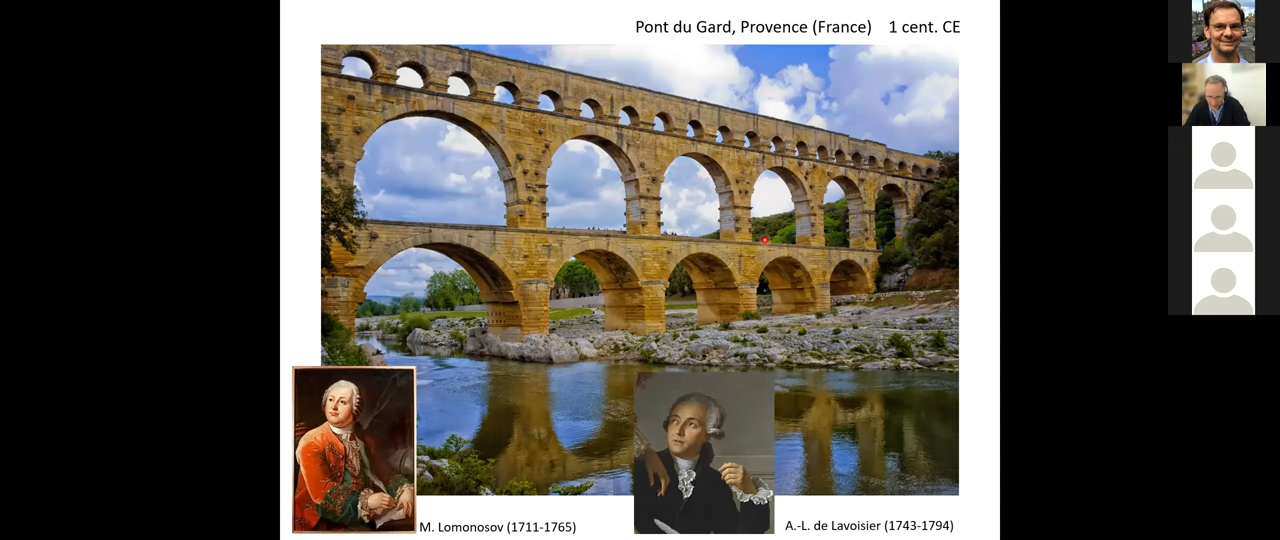 Pont du Gard, Provence (France) 1 cent. CE
M. Lomonosov (1711-1765)
A.-L. de Lavoisier (1743-1794)